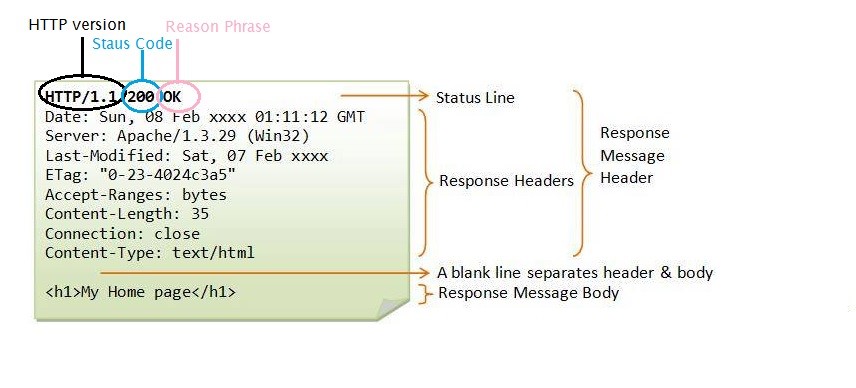 HTTP version
Reason Phrase
Staus Code
HTTP/1.1 200 OK
Status Line
Date: Sun, 08 Feb xxxx 01:11:12 GMT
Server: Apache/1.3.29 (Win32)
Last-Modified: Sat, 07 Feb xxxx
ETag: "0-23-4024c3a5"
Accept-Ranges: bytes
Content-Length: 35
Connection: close
Content-Type: text/html
Response Headers
Response
Message
Header
A blank line separates header & body
<h1>My Home page</h1>
Response Message Body